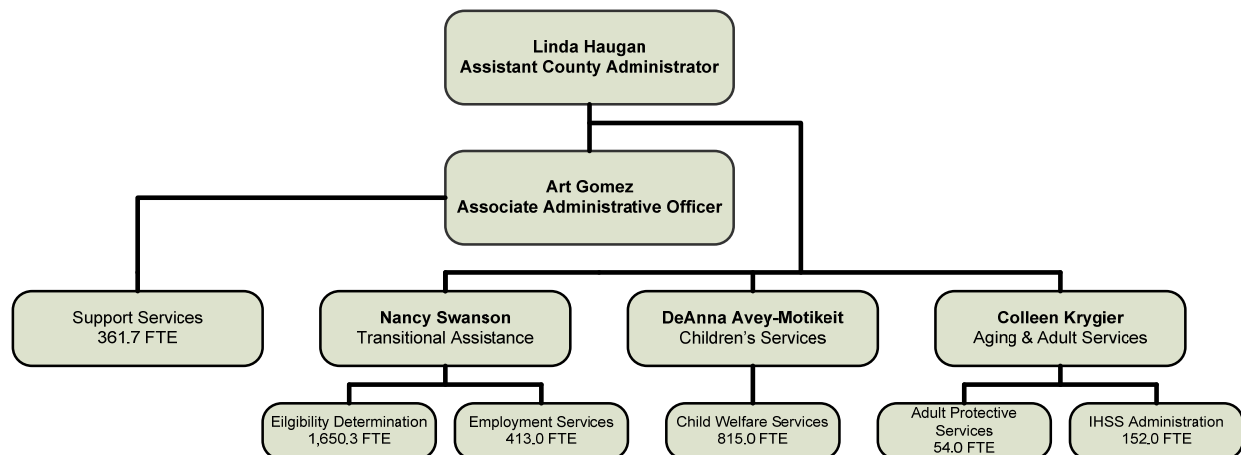 Linda Haugan
Assistant County Administrator
Art Gomez
Associate Administrative Officer
Support Services
361.7 FTE
Nancy Swanson
Transitional Assistance
DeAnna Avey-Motikeit
Children's Services
Colleen Krygier
Aging & Adult Services
Eilgibility Determination
1,650.3 FTE
Employment Services
413.0 FTE
Child Welfare Services
815.0 FTE
Adult Protective
Services
54.0 FTE
IHSS Administration
152.0 FTE